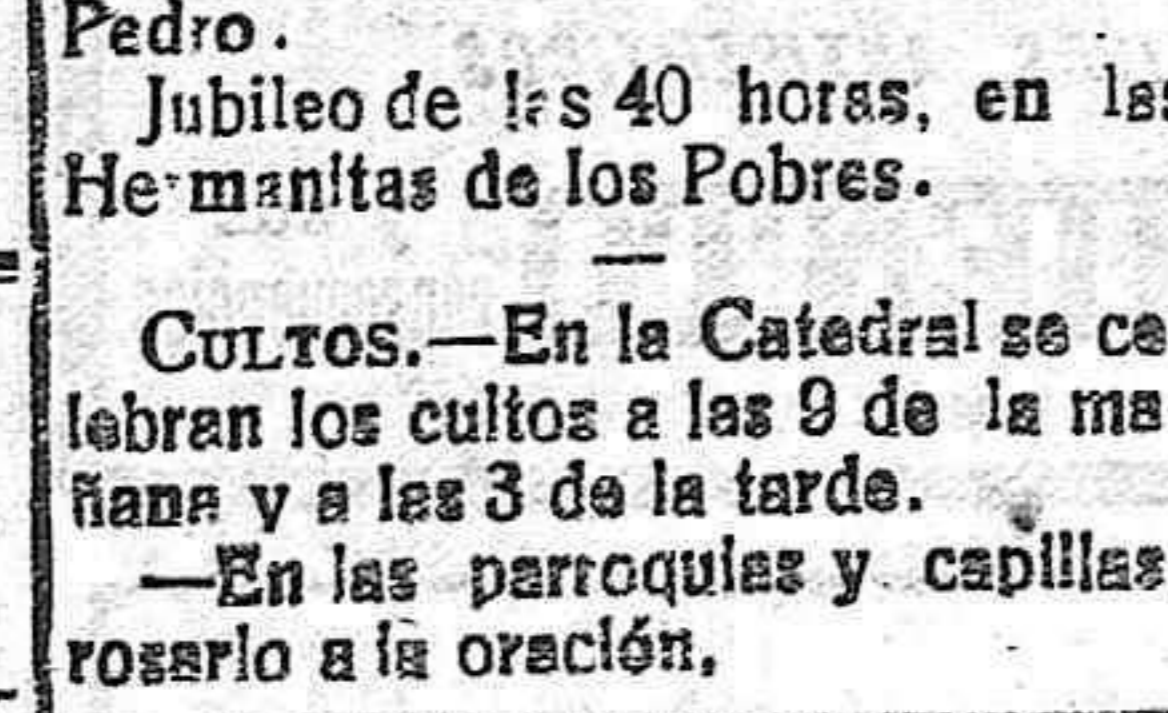 Pedro.
Jubileo de las 40 horas, en las
Hermanitas de los Pobres.
—
CULTOS.—En la Catedral se ce
lebran los cultos a las 9 de la ma
ñana y a las 3 de la tarde.
—En las parroquias y capillas
rosario a la oración.